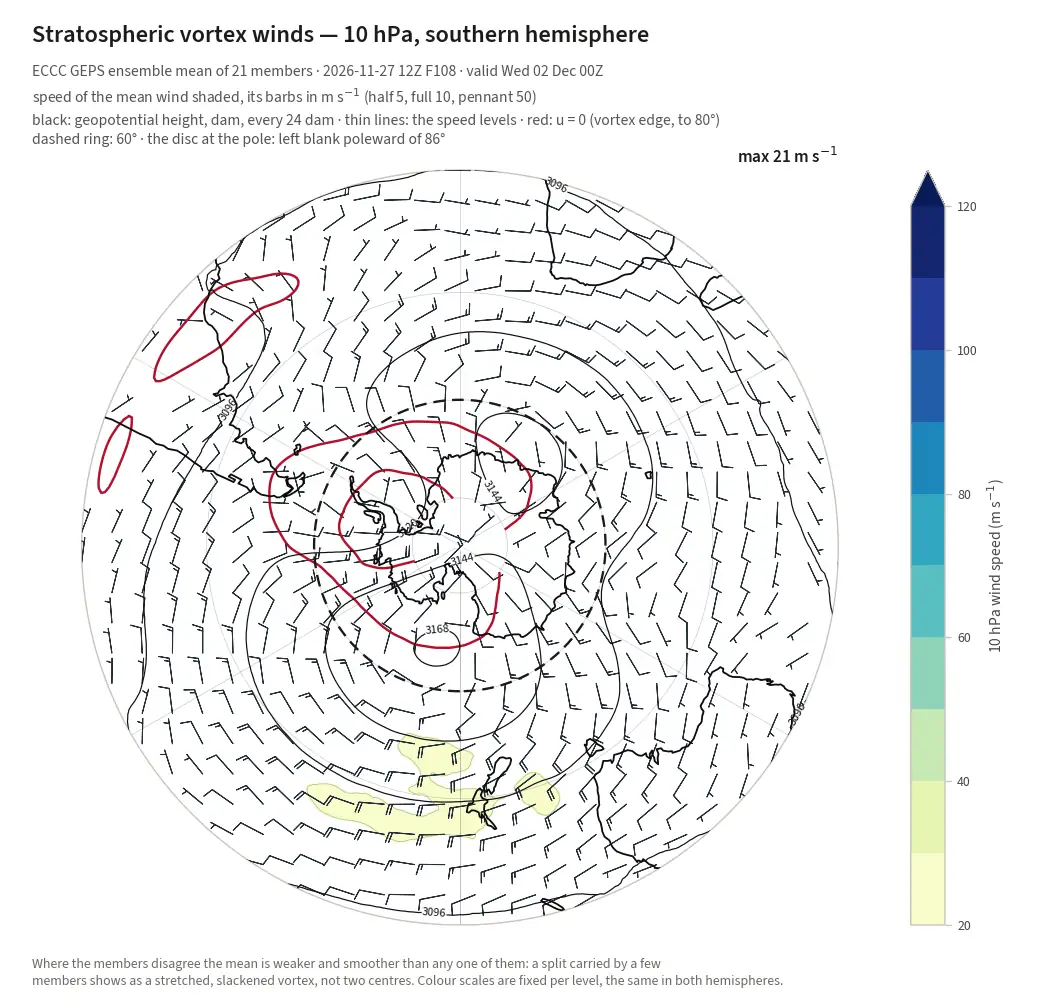 Stratospheric vortex winds — 10 hPa, southern hemisphere
ECCC GEPS ensemble mean of 21 members · 2026-11-27 12Z F108 · valid Wed 02 Dec 00Z
speed of the mean wind shaded, its barbs in m s⁻¹ (half 5, full 10, pennant 50)
black: geopotential height, dam, every 24 dam · thin lines: the speed levels · red: u = 0 (vortex edge, to 80°)
dashed ring: 60° · the disc at the pole: left blank poleward of 86°
max 21 m s⁻¹
3096
120
100
3096
80
3144
3144
60
10 hPa wind speed (m s⁻¹)
3168
3096
40
3096
20
Where the members disagree the mean is weaker and smoother than any one of them: a split carried by a few
members shows as a stretched, slackened vortex, not two centres. Colour scales are fixed per level, the same in both hemispheres.